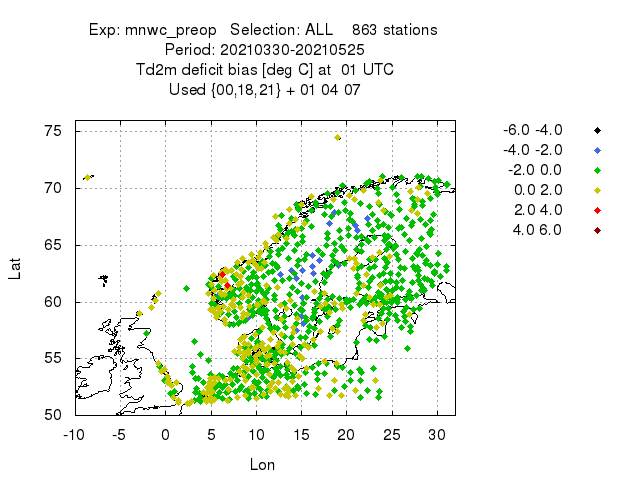 Exp: mnwc_preop   Selection: ALL    863 stations
Period: 20210330-20210525
Td2m deficit bias [deg C] at  01 UTC
Used {00,18,21} + 01 04 07
-6.0 -4.0
-4.0 -2.0
-2.0 0.0
0.0 2.0
2.0 4.0
4.0 6.0
75
70
65
60
55
50
Lat
-10 -5 0 5 10 15 20 25 30
Lon